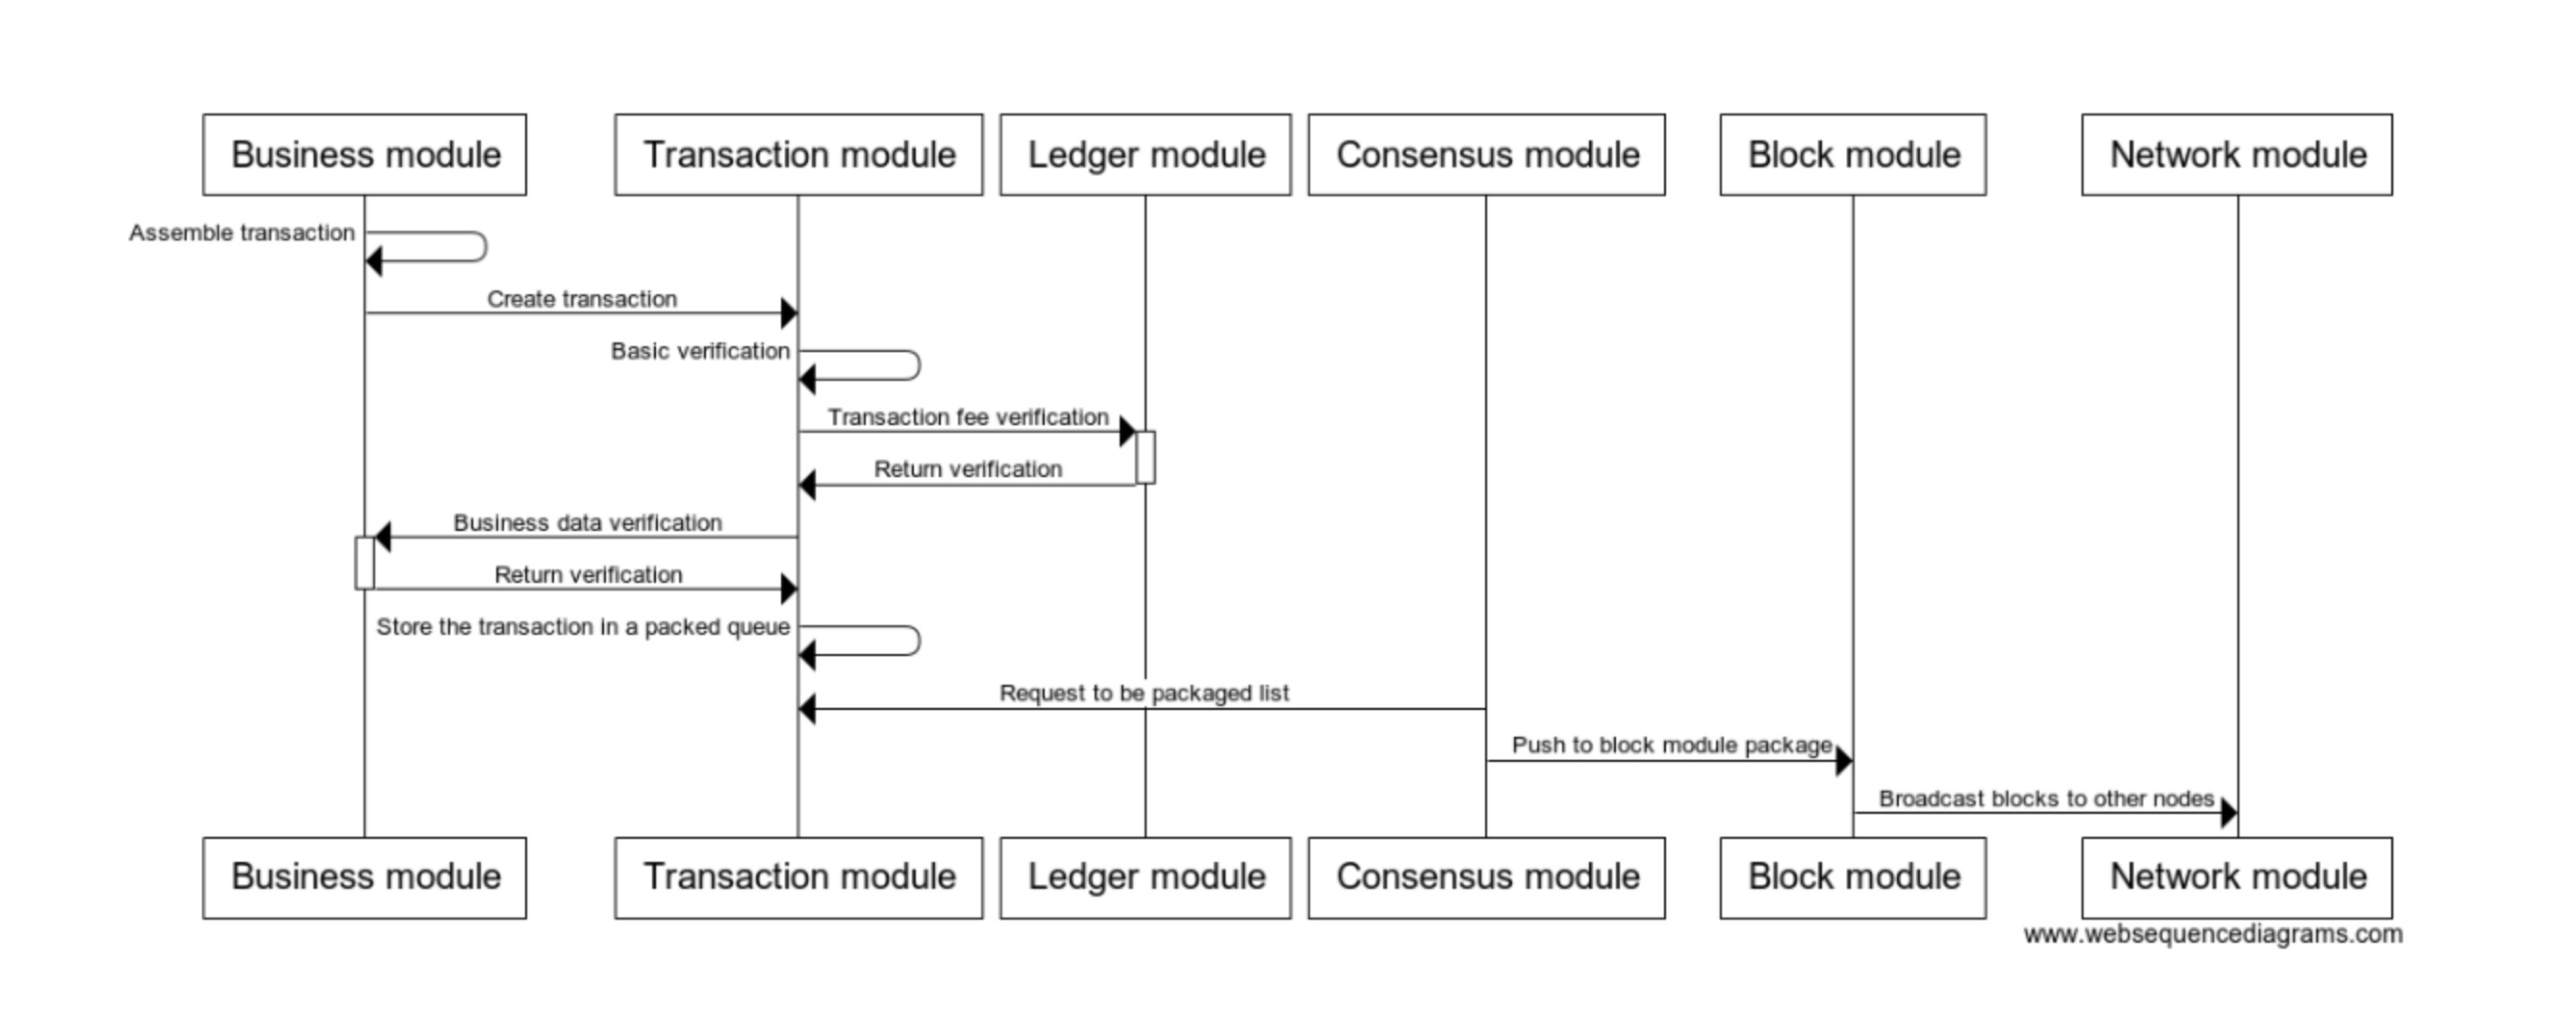 Business module
Transaction module
Ledger module
Consensus module
Block module
Network module
Assemble transaction
Create transaction
Basic verification
Transaction fee verification
Return verification
Business data verification
Return verification
Store the transaction in a packed queue
Request to be packaged list
Push to block module package
Broadcast blocks to other nodes
Business module
Transaction module
Ledger module
Consensus module
Block module
Network module
www.websequencediagrams.com